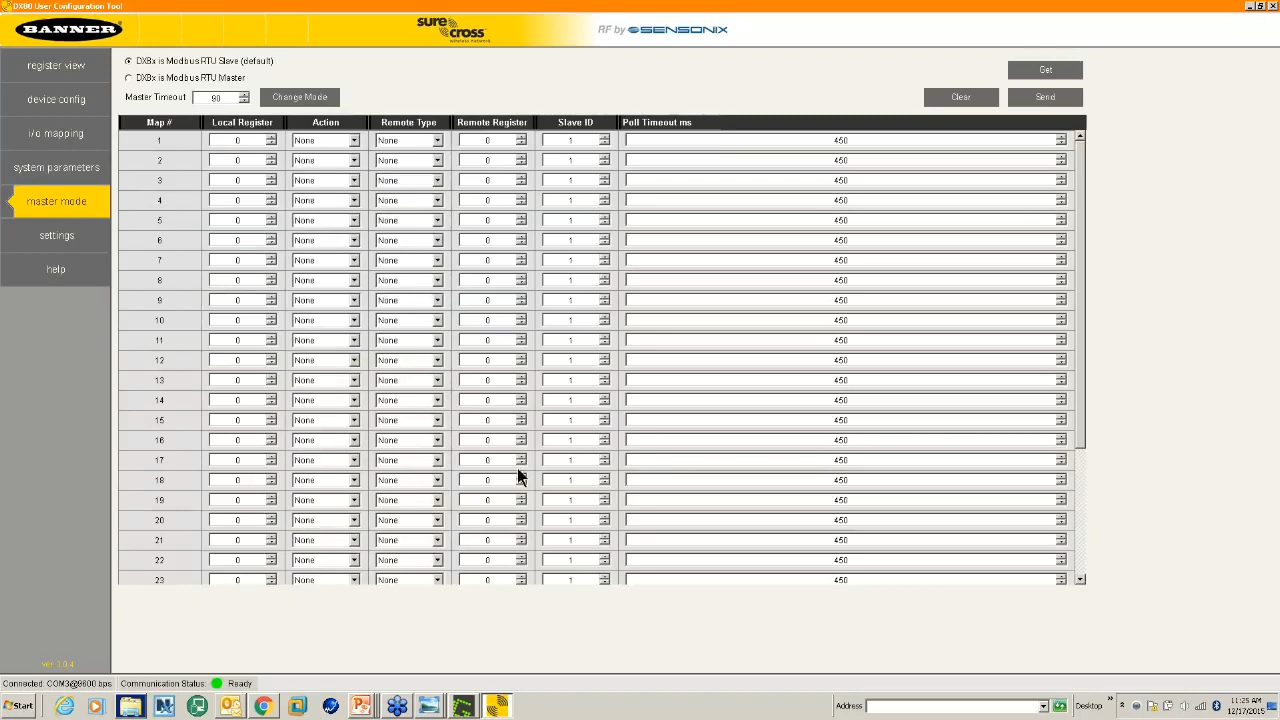 DX80 User Configuration Tool
BANNER
sure cross
wireless network
RF by SENSONIX
register view
device config
i/o mapping
system parameters
master mode
settings
help
DXBx is Modbus RTU Slave (default)
DXBx is Modbus RTU Master
Master Timeout 90 Change Mode
Get
Clear Send
Map # Local Register Action Remote Type Remote Register Slave ID Poll Timeout ms
1 0 None None 0 1 450
2 0 None None 0 1 450
3 0 None None 0 1 450
4 0 None None 0 1 450
5 0 None None 0 1 450
6 0 None None 0 1 450
7 0 None None 0 1 450
8 0 None None 0 1 450
9 0 None None 0 1 450
10 0 None None 0 1 450
11 0 None None 0 1 450
12 0 None None 0 1 450
13 0 None None 0 1 450
14 0 None None 0 1 450
15 0 None None 0 1 450
16 0 None None 0 1 450
17 0 None None 0 1 450
18 0 None None 0 1 450
19 0 None None 0 1 450
20 0 None None 0 1 450
21 0 None None 0 1 450
22 0 None None 0 1 450
23 0 None None 0 1 450
ver 1.0.4
Connected: COM3@9600 bps Communication Status: Ready
Start
Address
Desktop
11:25 AM
12/17/2015